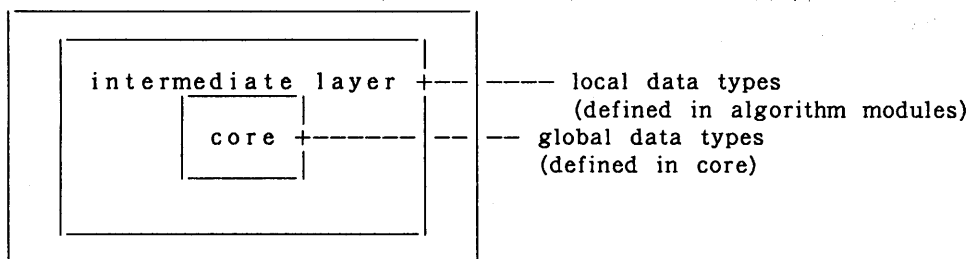 intermediate layer local data types
(defined in algorithm modules)
core global data types
(defined in core)